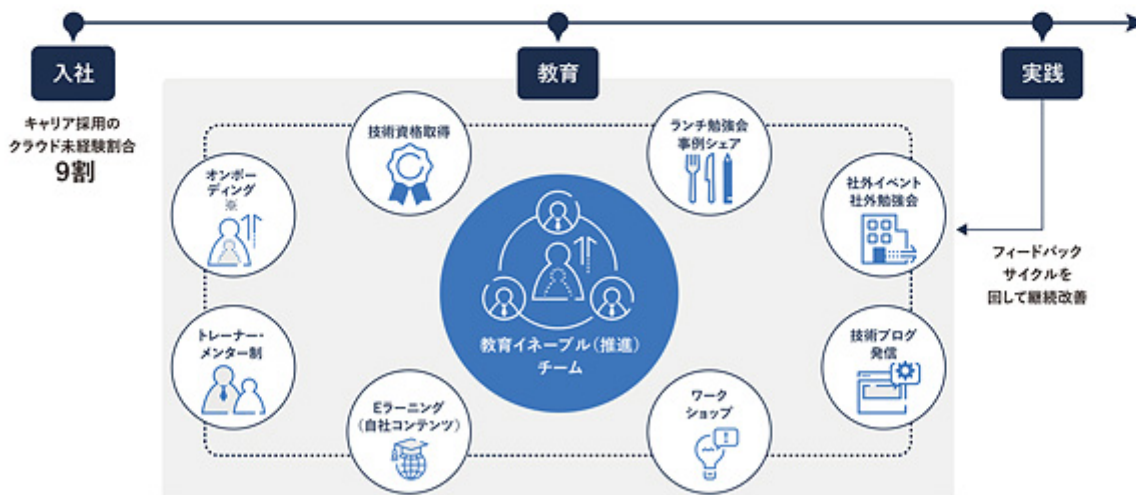 入社
教育
実践
キャリア採用の
クラウド未経験割合
9割
技術資格取得
ランチ勉強会
事例シェア
オンボー
ディング
※
社外イベント
社外勉強会
フィードバック
サイクルを
回して継続改善
教育イネーブル(推進)
チーム
トレーナー・
メンター制
技術ブログ
発信
Eラーニング
(自社コンテンツ)
ワーク
ショップ